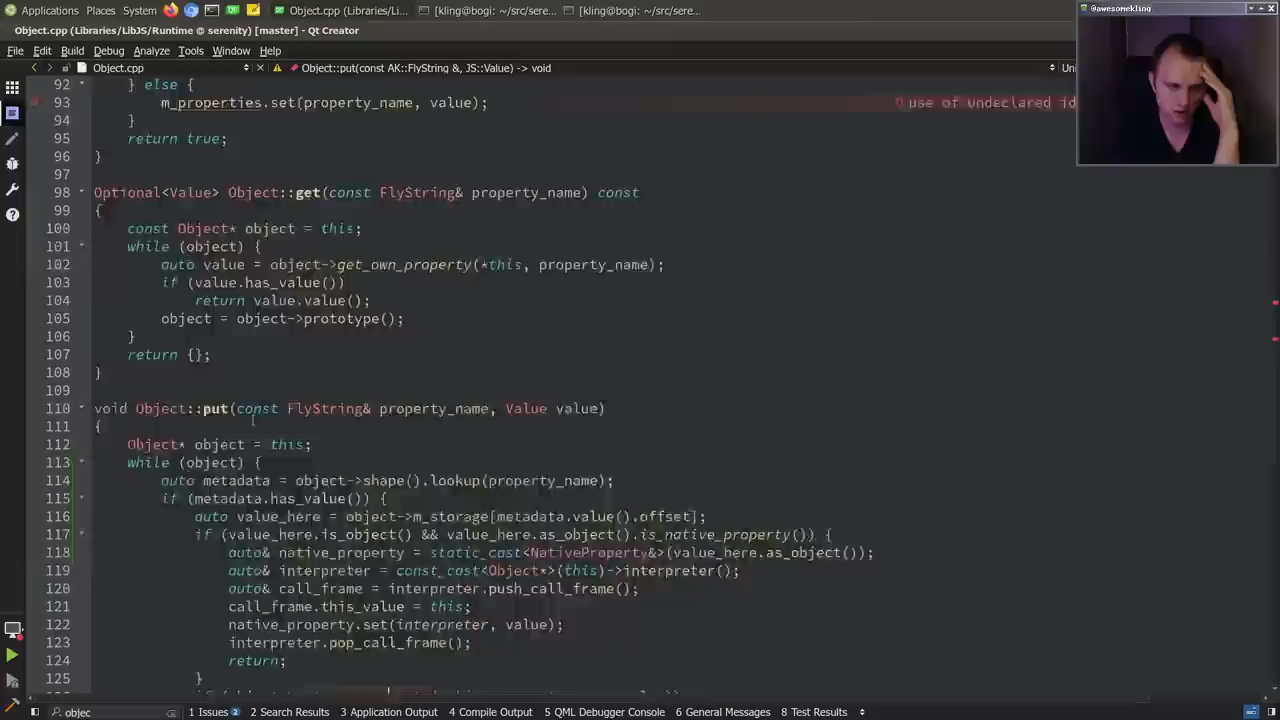 Applications Places System [kling@bogi: ~/src/sere... [kling@bogi: ~/src/sere...
Object.cpp (Libraries/Li...
@awesomekling
Object.cpp (Libraries/LibJS/Runtime @ serenity) [master] - Qt Creator
File Edit Build Debug Analyze Tools Window Help
Object.cpp Object::put(const AK::FlyString &, JS::Value) -> void
92 } else {
93 m_properties.set(property_name, value); use of undeclared id
94 }
95 return true;
96 }
97
98 Optional<Value> Object::get(const FlyString& property_name) const
99 {
100 const Object* object = this;
101 while (object) {
102 auto value = object->get_own_property(*this, property_name);
103 if (value.has_value())
104 return value.value();
105 object = object->prototype();
106 }
107 return {};
108 }
109
110 void Object::put(const FlyString& property_name, Value value)
111 {
112 Object* object = this;
113 while (object) {
114 auto metadata = object->shape().lookup(property_name);
115 if (metadata.has_value()) {
116 auto value_here = object->m_storage[metadata.value().offset];
117 if (value_here.is_object() && value_here.as_object().is_native_property()) {
118 auto& native_property = static_cast<NativeProperty&>(value_here.as_object());
119 auto& interpreter = const_cast<Object*>(this)->interpreter();
120 auto& call_frame = interpreter.push_call_frame();
121 call_frame.this_value = this;
122 native_property.set(interpreter, value);
123 interpreter.pop_call_frame();
124 return;
125 }
objec 1 Issues 2 2 Search Results 3 Application Output 4 Compile Output 5 QML Debugger Console 6 General Messages 8 Test Results